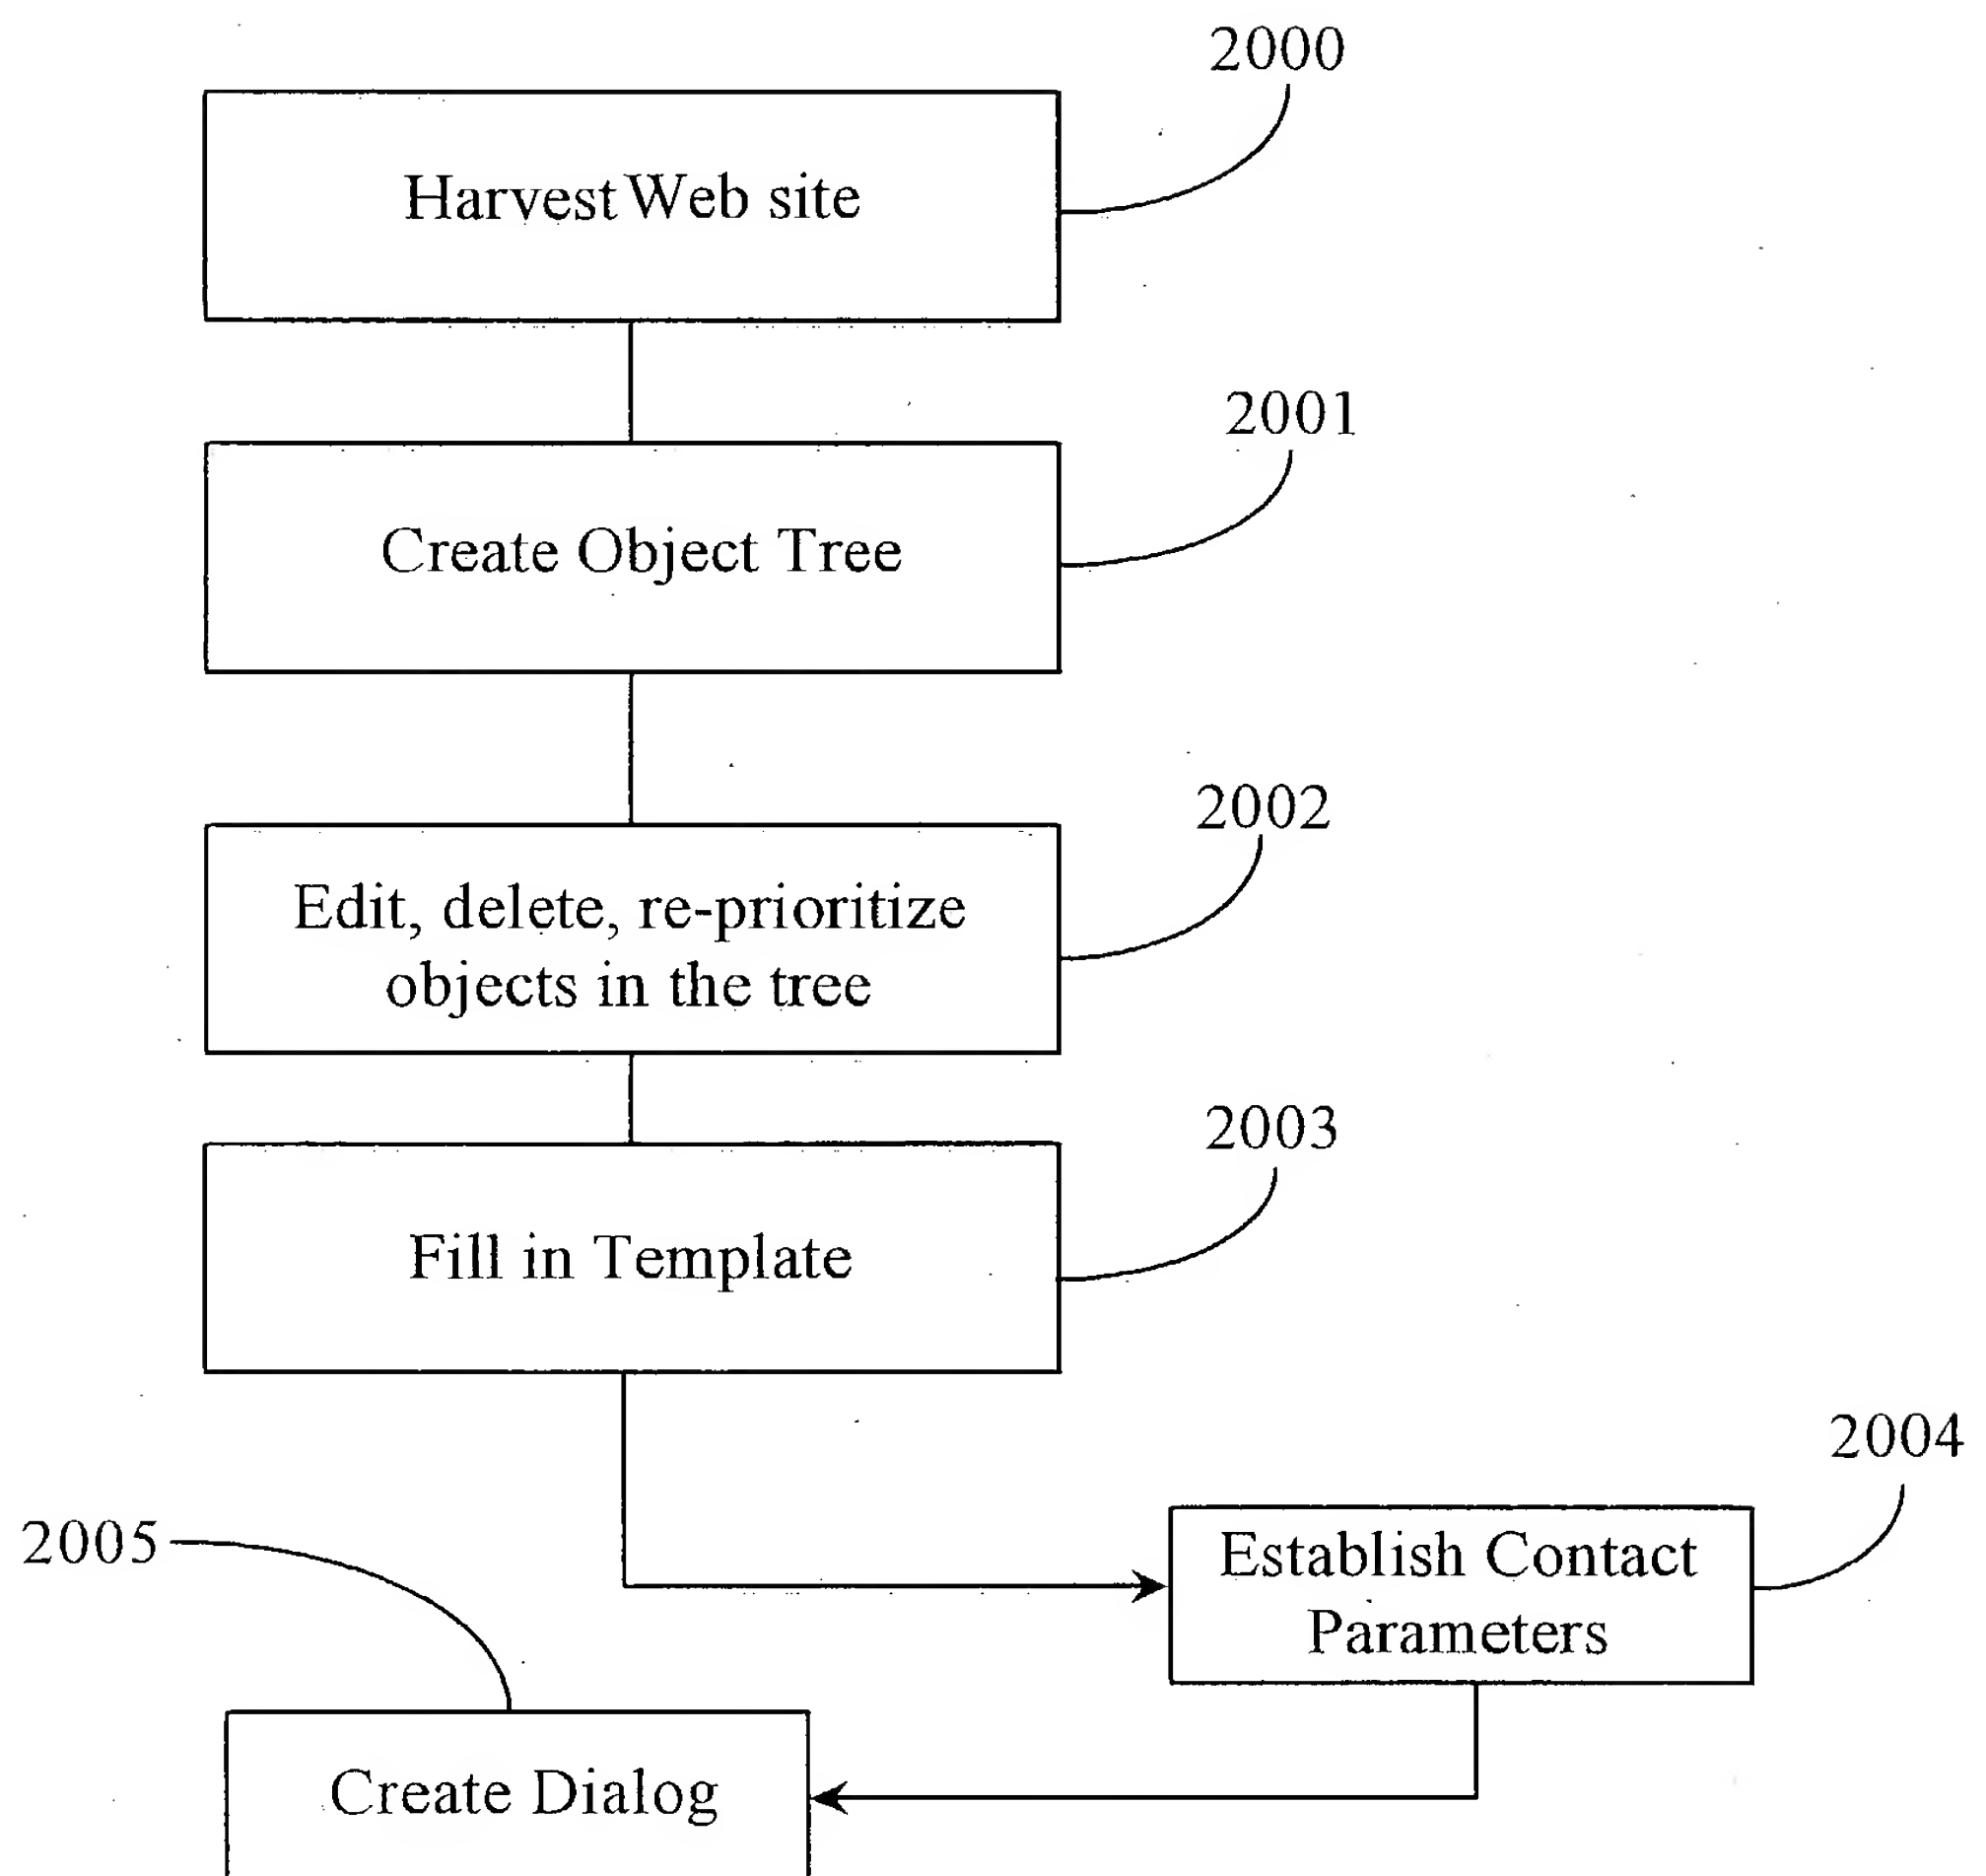 2000
Harvest Web site
2001
Create Object Tree
2002
Edit, delete, re-prioritize
objects in the tree
2003
Fill in Template
2004
Establish Contact
Parameters
2005
Create Dialog